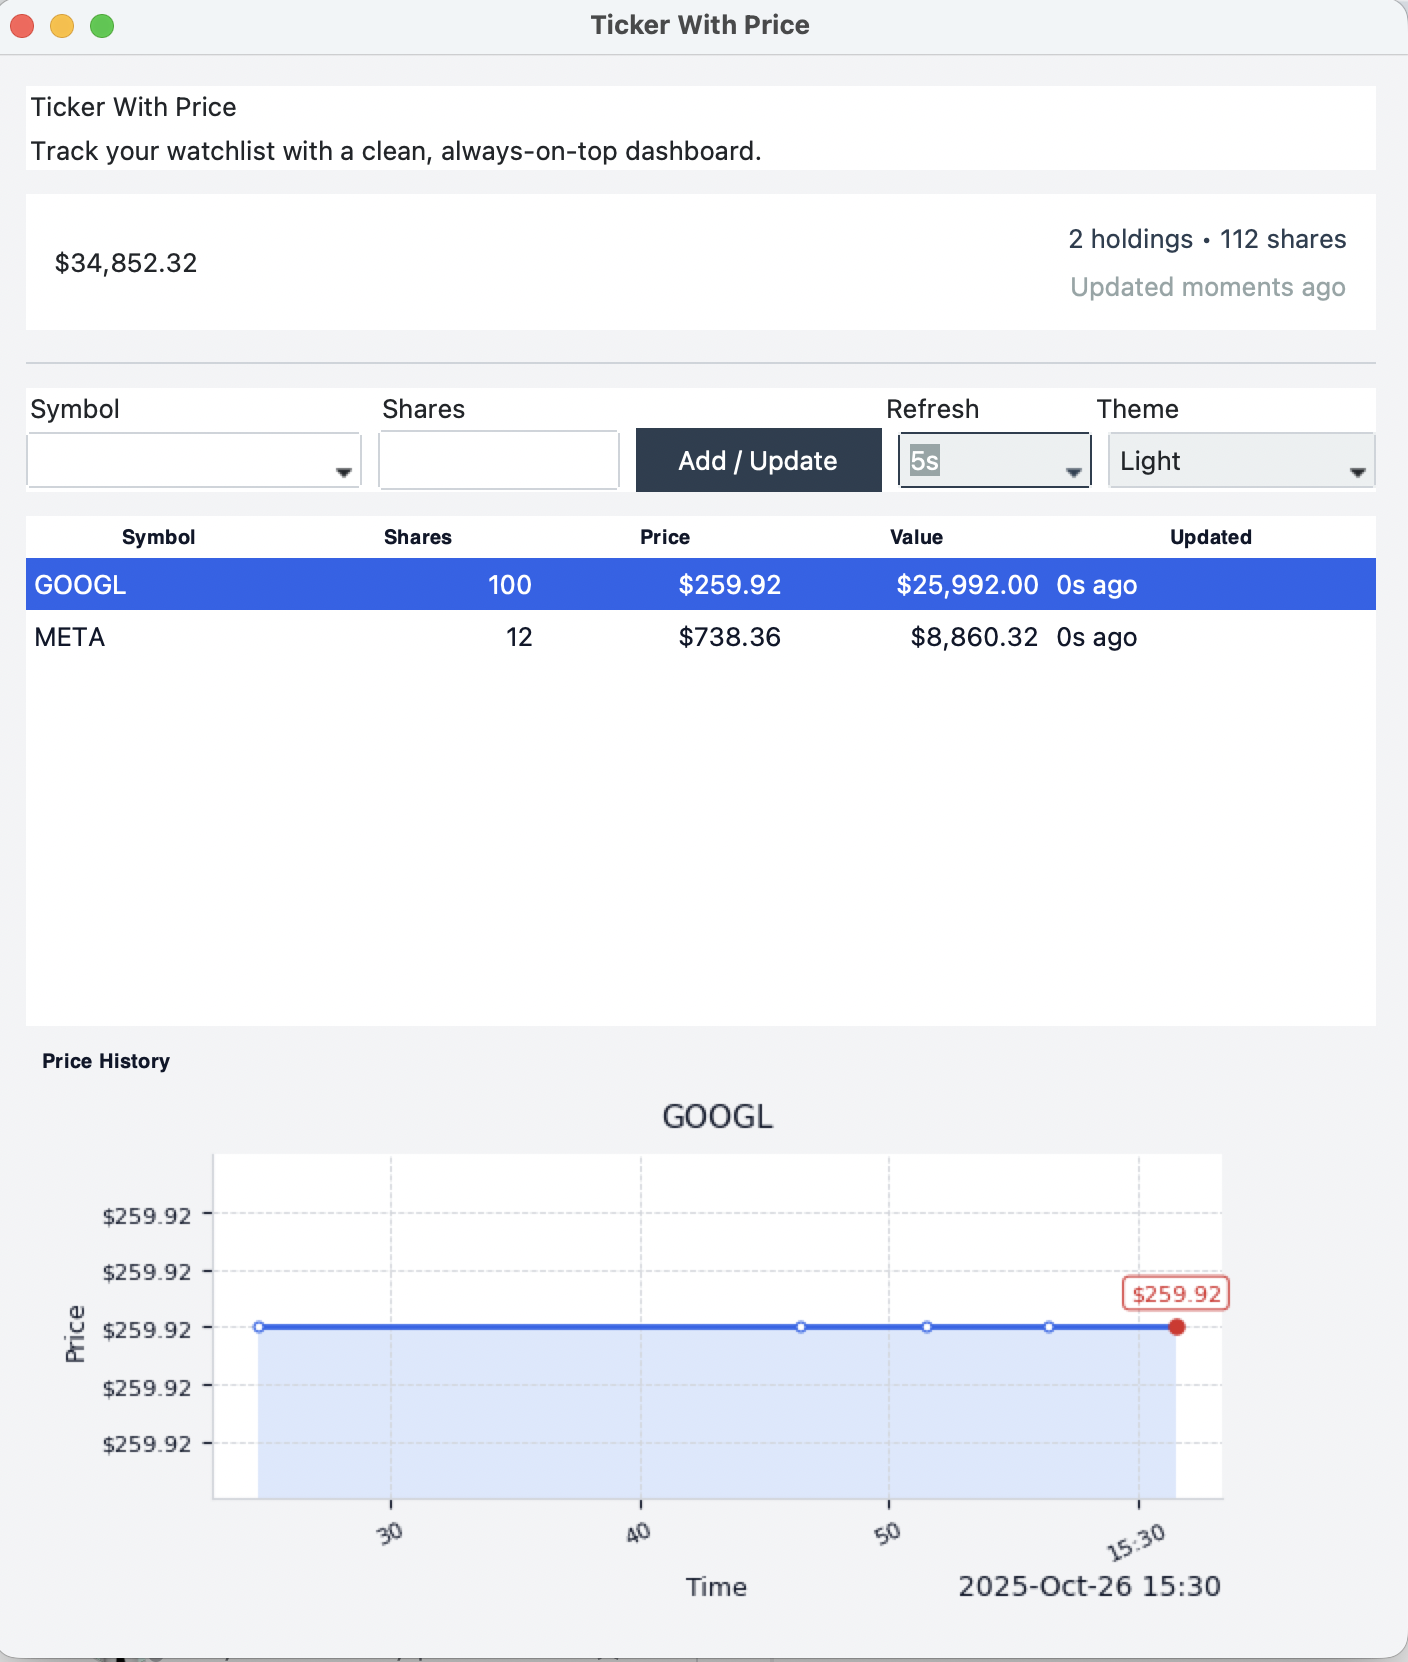 Ticker With Price
Ticker With Price
Track your watchlist with a clean, always-on-top dashboard.
$34,852.32
2 holdings • 112 shares
Updated moments ago
Symbol Shares Refresh Theme
Add / Update 5s Light
Symbol Shares Price Value Updated
GOOGL 100 $259.92 $25,992.00 0s ago
META 12 $738.36 $8,860.32 0s ago
Price History
GOOGL
$259.92
$259.92
$259.92
$259.92
$259.92
$259.92
Price
30 40 50 15:30
Time
2025-Oct-26 15:30